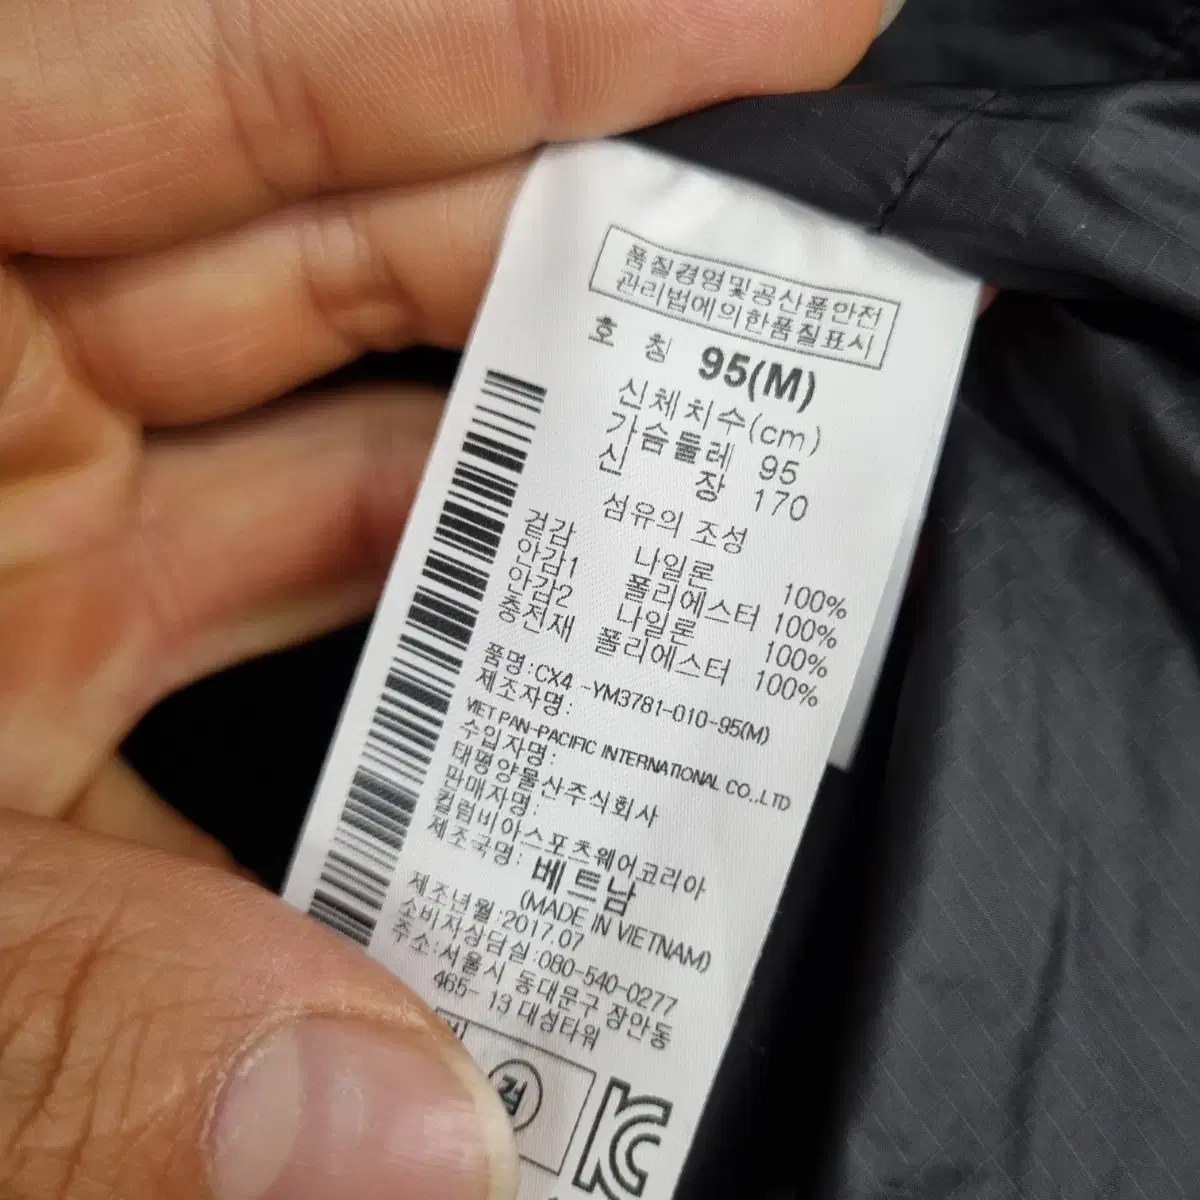 품질경영및공산품안전
관리법에의한품질표시
호 칭 95(M)
신체치수(cm)
가슴둘레 95
신 장 170
섬유의 조성
겉감 나일론 100%
안감1 폴리에스터 100%
안감2 나일론 100%
충전재 폴리에스터 100%
품명:CX4 -YM3781-010-95(M)
제조자명:
VIET PAN-PACIFIC INTERNATIONAL CO.,LTD
수입자명:
태평양물산주식회사
판매자명:
컬럼비아스포츠웨어코리아
제조국명: 베트남
(MADE IN VIETNAM)
제조년월:2017.07
소비자상담실:080-540-0277
주소:서울시 동대문구 장안동
465- 13 대성타워
검
KC